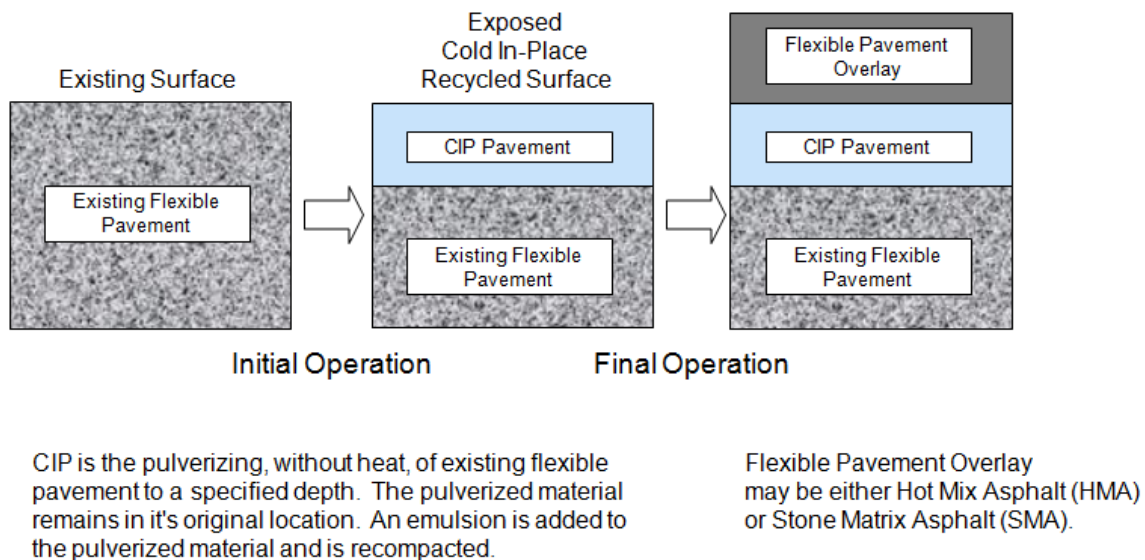 Existing Surface
Existing Flexible
Pavement
Exposed
Cold In-Place
Recycled Surface
CIP Pavement
Existing Flexible
Pavement
Flexible Pavement
Overlay
CIP Pavement
Existing Flexible
Pavement
Initial Operation
Final Operation
CIP is the pulverizing, without heat, of existing flexible
pavement to a specified depth.  The pulverized material
remains in it's original location.  An emulsion is added to
the pulverized material and is recompacted.
Flexible Pavement Overlay
may be either Hot Mix Asphalt (HMA)
or Stone Matrix Asphalt (SMA).